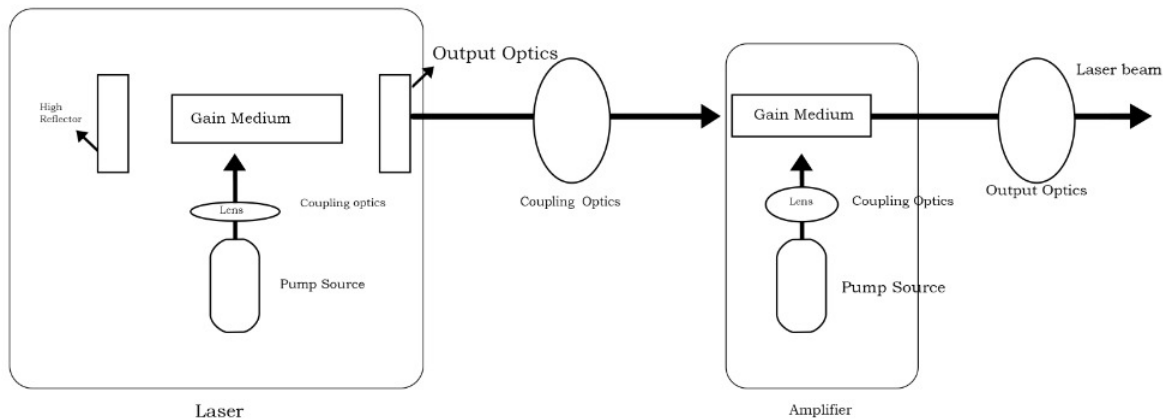 Output Optics
Laser beam
High
Reflector
Gain Medium
Gain Medium
Lens
Coupling optics
Coupling Optics
Lens
Coupling Optics
Output Optics
Pump Source
Pump Source
Laser
Amplifier